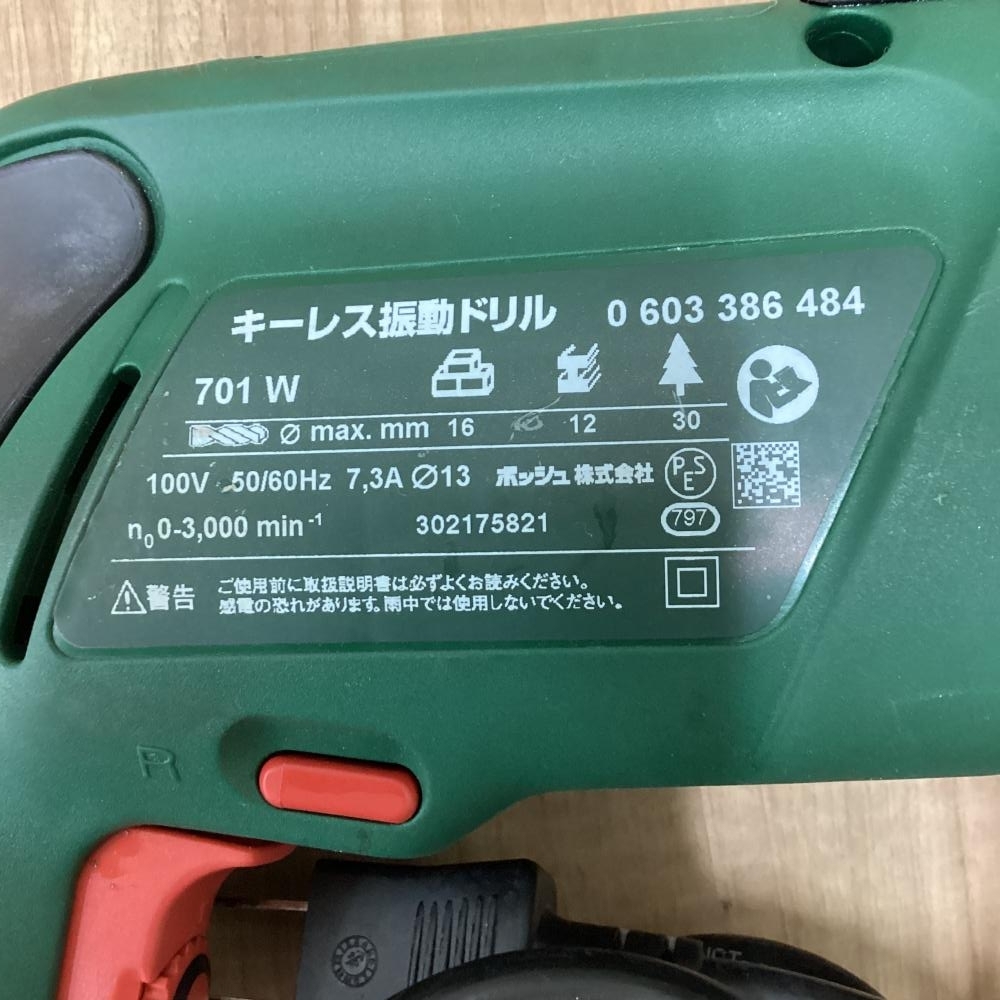 キーレス振動ドリル 0 603 386 484
701 W
Ø max. mm 16 12 30
100V 50/60Hz 7,3A Ø13 ボッシュ株式会社 PSE
n₀ 0-3,000 min⁻¹ 302175821 797
警告 ご使用前に取扱説明書は必ずよくお読みください。
感電の恐れがあります。雨中では使用しないでください。
R